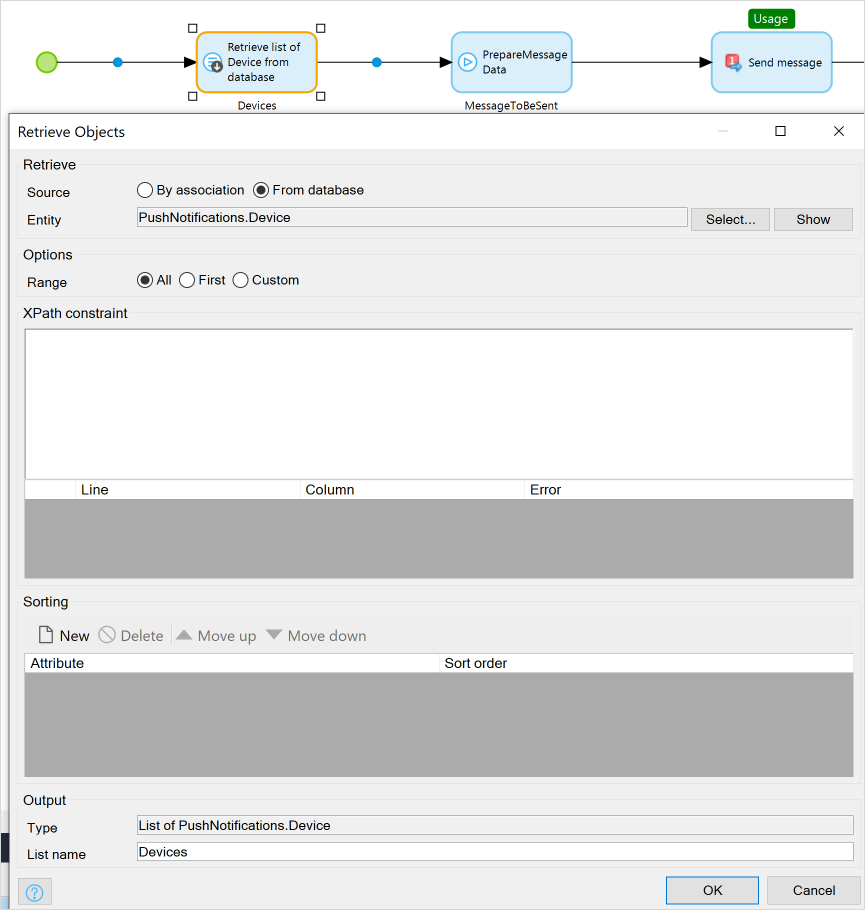 Usage
Retrieve list of
Device from
database
PrepareMessage
Data
1
Send message
Devices
MessageToBeSent
Retrieve Objects
Retrieve
Source
By association
From database
Entity
PushNotifications.Device
Select...
Show
Options
Range
All
First
Custom
XPath constraint
Line
Column
Error
Sorting
New
Delete
Move up
Move down
Attribute
Sort order
Output
Type
List of PushNotifications.Device
List name
Devices
?
OK
Cancel